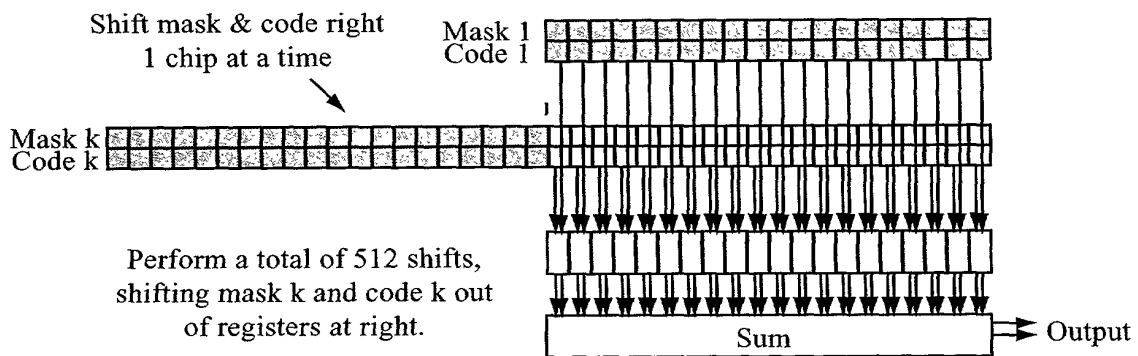 Shift mask & code right
1 chip at a time
Mask 1
Code 1
Mask k
Code k
Perform a total of 512 shifts,
shifting mask k and code k out
of registers at right.
Sum
Output